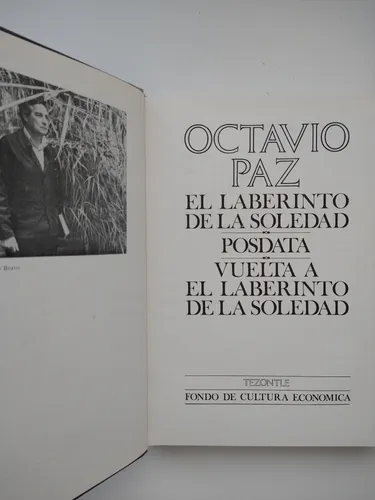 OCTAVIO
PAZ
EL LABERINTO
DE LA SOLEDAD
POSDATA
VUELTA A
EL LABERINTO
DE LA SOLEDAD
TEZONTLE
FONDO DE CULTURA ECONOMICA